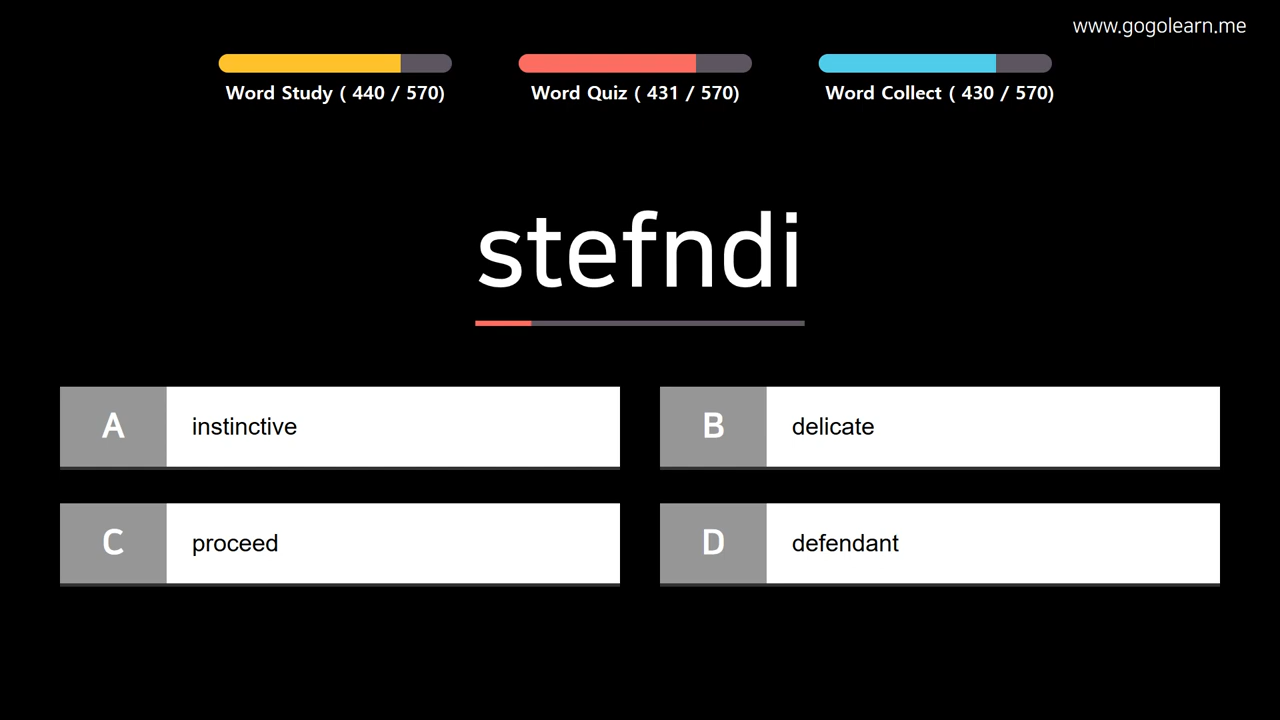 www.gogolearn.me
Word Study ( 440 / 570)
Word Quiz ( 431 / 570)
Word Collect ( 430 / 570)
stefndi
A instinctive
B delicate
C proceed
D defendant